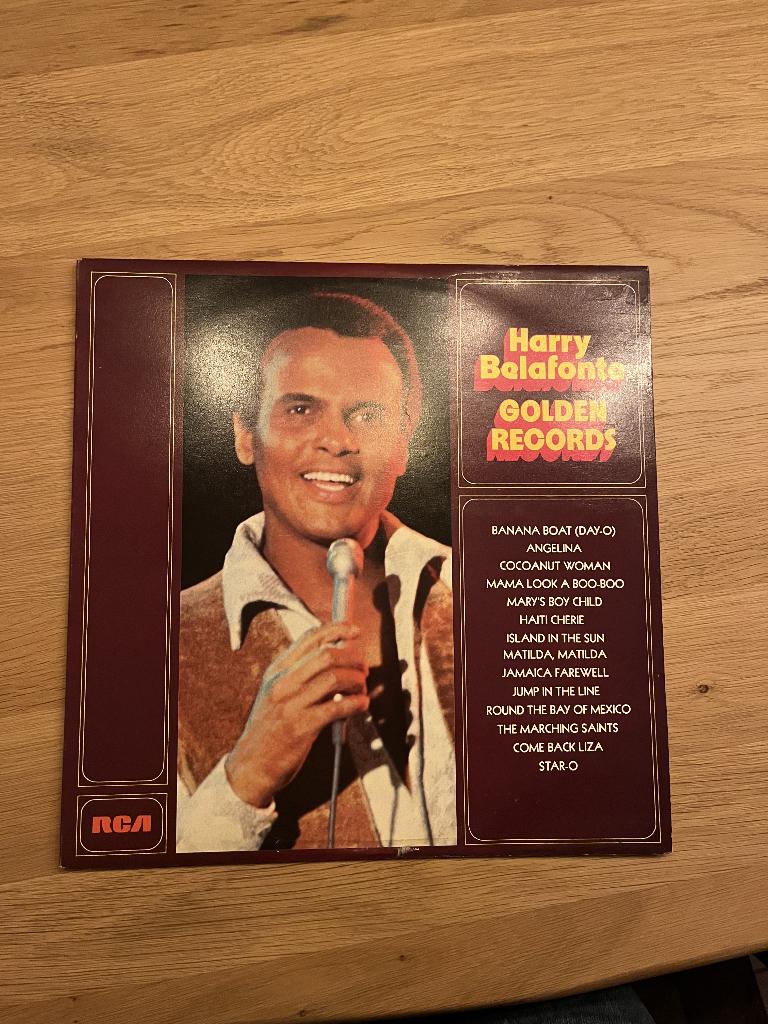 Harry
Belafonte
GOLDEN
RECORDS
BANANA BOAT (DAY-O)
ANGELINA
COCOANUT WOMAN
MAMA LOOK A BOO-BOO
MARY'S BOY CHILD
HAITI CHERIE
ISLAND IN THE SUN
MATILDA, MATILDA
JAMAICA FAREWELL
JUMP IN THE LINE
ROUND THE BAY OF MEXICO
THE MARCHING SAINTS
COME BACK LIZA
STAR-O
RCA